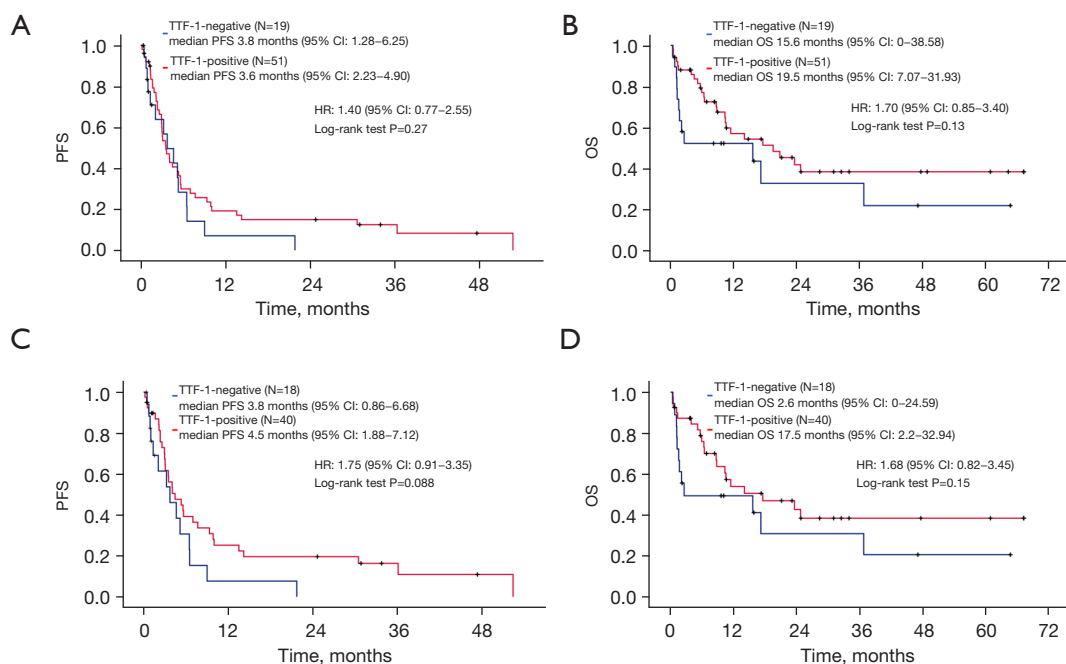 A
TTF-1-negative (N=19)
median PFS 3.8 months (95% CI: 1.28–6.25)
TTF-1-positive (N=51)
median PFS 3.6 months (95% CI: 2.23–4.90)
HR: 1.40 (95% CI: 0.77–2.55)
Log-rank test P=0.27
1.0
0.8
0.6
0.4
0.2
0.0
PFS
0 12 24 36 48
Time, months
B
TTF-1-negative (N=19)
median OS 15.6 months (95% CI: 0–38.58)
TTF-1-positive (N=51)
median OS 19.5 months (95% CI: 7.07–31.93)
HR: 1.70 (95% CI: 0.85–3.40)
Log-rank test P=0.13
1.0
0.8
0.6
0.4
0.2
0.0
OS
0 12 24 36 48 60 72
Time, months
C
TTF-1-negative (N=18)
median PFS 3.8 months (95% CI: 0.86–6.68)
TTF-1-positive (N=40)
median PFS 4.5 months (95% CI: 1.88–7.12)
HR: 1.75 (95% CI: 0.91–3.35)
Log-rank test P=0.088
1.0
0.8
0.6
0.4
0.2
0.0
PFS
0 12 24 36 48
Time, months
D
TTF-1-negative (N=18)
median OS 2.6 months (95% CI: 0–24.59)
TTF-1-positive (N=40)
median OS 17.5 months (95% CI: 2.2–32.94)
HR: 1.68 (95% CI: 0.82–3.45)
Log-rank test P=0.15
1.0
0.8
0.6
0.4
0.2
0.0
OS
0 12 24 36 48 60 72
Time, months